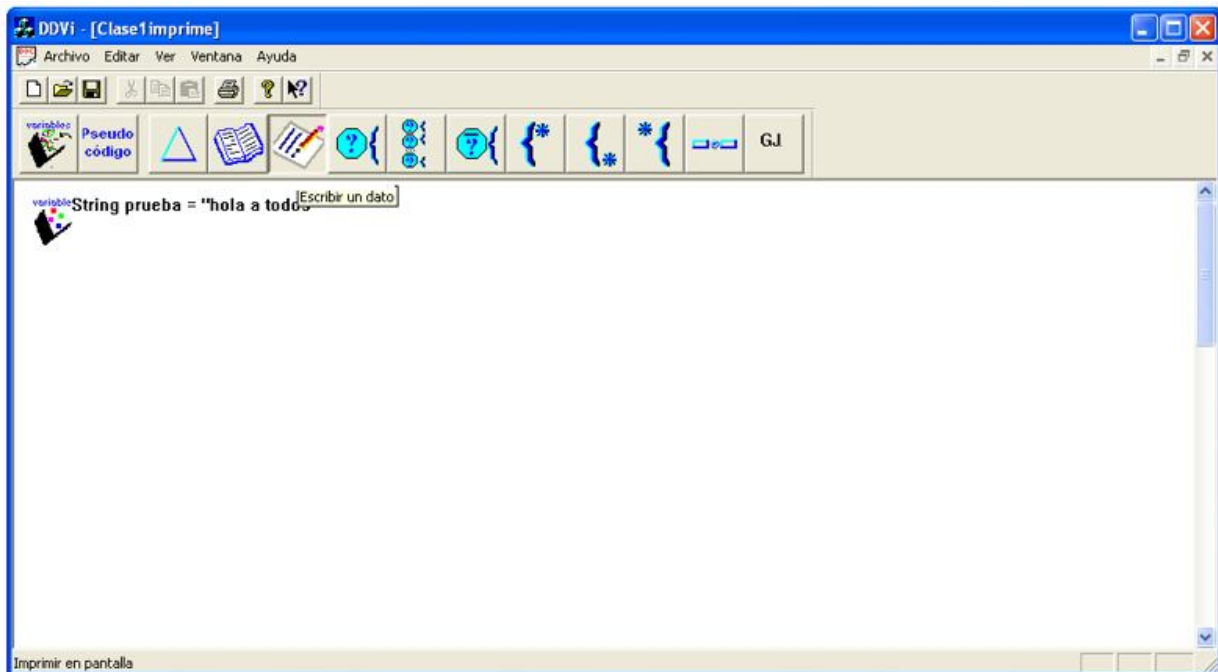 DDVi - [Clase1imprime]
Archivo Editar Ver Ventana Ayuda
variables
Pseudo
código
G.I
variable String prueba = "hola a todos
Escribir un dato
Imprimir en pantalla